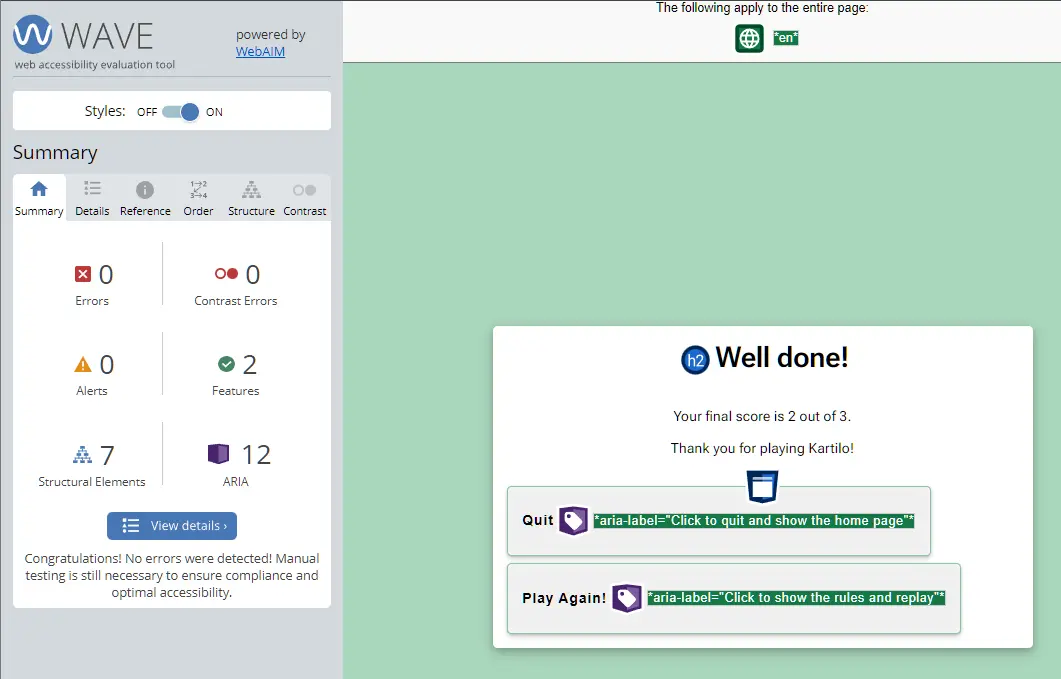 WAVE
web accessibility evaluation tool
powered by
WebAIM
Styles: OFF ON
Summary
Summary Details Reference Order Structure Contrast
1→2
3→4
0 0
Errors Contrast Errors
0 2
Alerts Features
7 12
Structural Elements ARIA
View details ›
Congratulations! No errors were detected! Manual
testing is still necessary to ensure compliance and
optimal accessibility.
The following apply to the entire page:
*en*
h2 Well done!
Your final score is 2 out of 3.
Thank you for playing Kartilo!
Quit *aria-label="Click to quit and show the home page"*
Play Again! *aria-label="Click to show the rules and replay"*